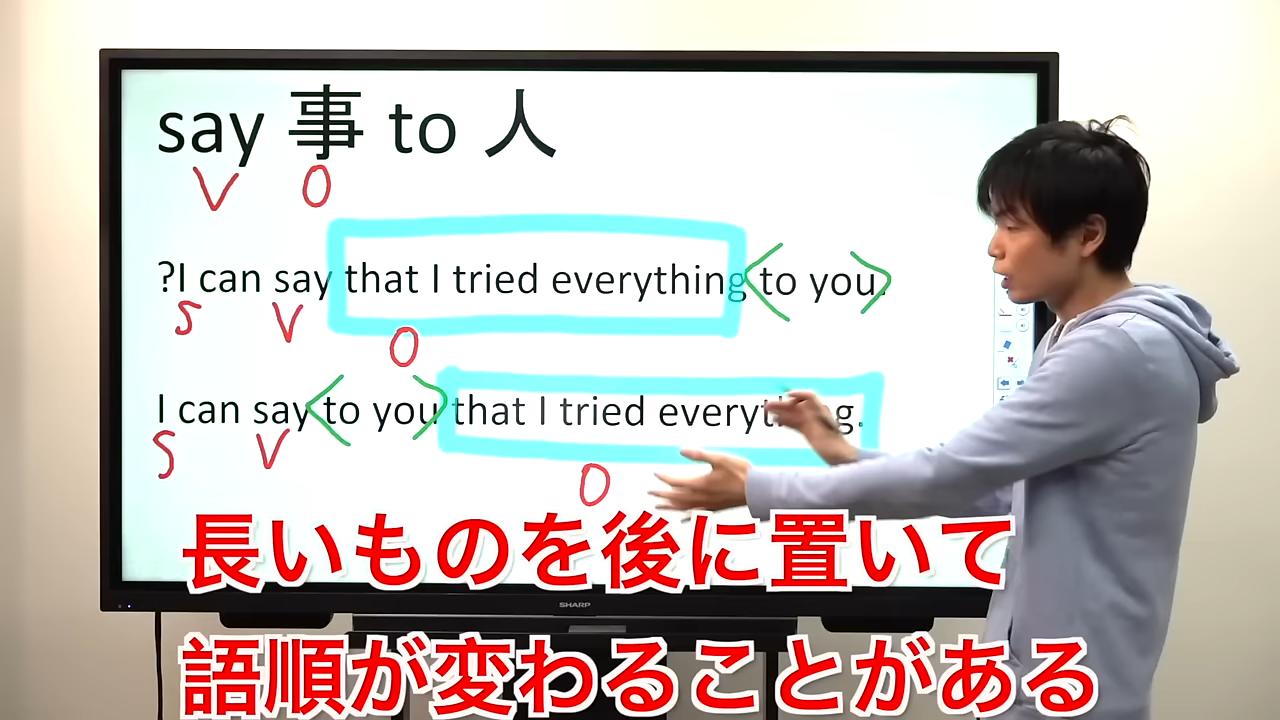 say 事 to 人
V O
?I can say that I tried everything to you.
S V O
I can say to you that I tried everything.
S V O
長いものを後に置いて
SHARP
語順が変わることがある